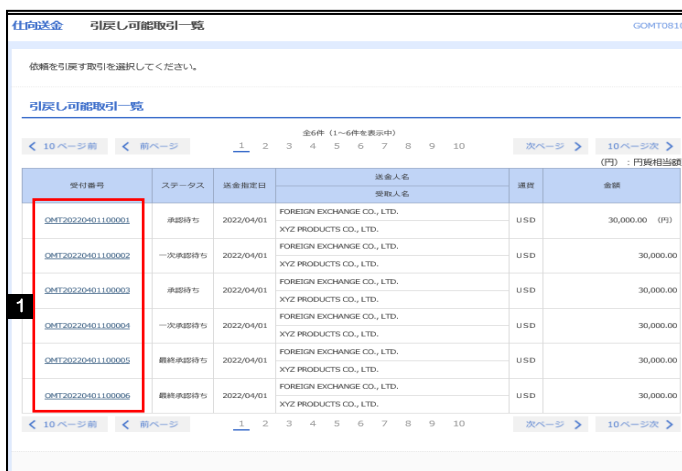 仕向送金 引戻し可能取引一覧 GOMT0810
依頼を引戻す取引を選択してください。
引戻し可能取引一覧
全6件（1～6件を表示中）
10ページ前 前ページ 1 2 3 4 5 6 7 8 9 10 次ページ 10ページ次
(円) ：円貨相当額
受付番号 ステータス 送金指定日 送金人名 通貨 金額
受取人名
OMT20220401100001 承認待ち 2022/04/01 FOREIGN EXCHANGE CO., LTD. USD 30,000.00 (円)
XYZ PRODUCTS CO., LTD.
OMT20220401100002 一次承認待ち 2022/04/01 FOREIGN EXCHANGE CO., LTD. USD 30,000.00
XYZ PRODUCTS CO., LTD.
OMT20220401100003 承認待ち 2022/04/01 FOREIGN EXCHANGE CO., LTD. USD 30,000.00
XYZ PRODUCTS CO., LTD.
1
OMT20220401100004 一次承認待ち 2022/04/01 FOREIGN EXCHANGE CO., LTD. USD 30,000.00
XYZ PRODUCTS CO., LTD.
OMT20220401100005 最終承認待ち 2022/04/01 FOREIGN EXCHANGE CO., LTD. USD 30,000.00
XYZ PRODUCTS CO., LTD.
OMT20220401100006 最終承認待ち 2022/04/01 FOREIGN EXCHANGE CO., LTD. USD 30,000.00
XYZ PRODUCTS CO., LTD.
10ページ前 前ページ 1 2 3 4 5 6 7 8 9 10 次ページ 10ページ次